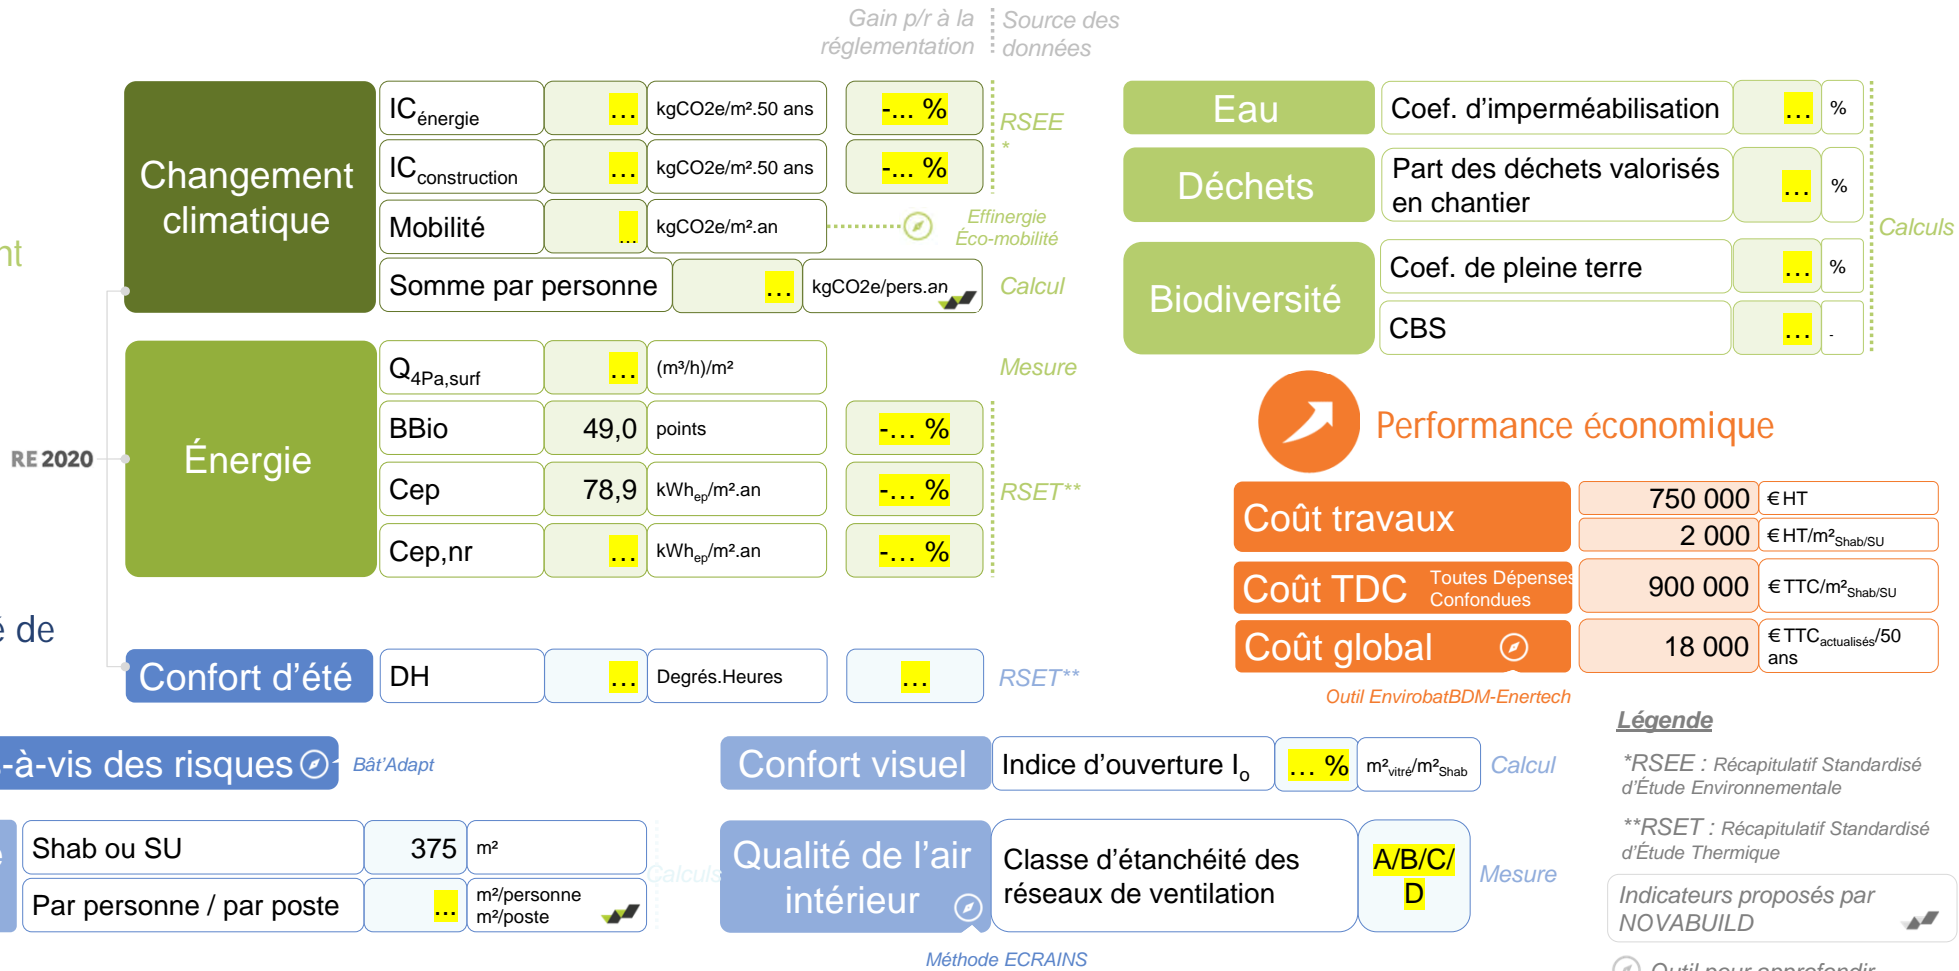 Gain p/r à la
réglementation
Source des
données
Changement
climatique
ICénergie
...
kgCO2e/m².50 ans
-... %
RSEE
*
ICconstruction
...
kgCO2e/m².50 ans
-... %
Mobilité
...
kgCO2e/m².an
Effinergie
Éco-mobilité
Somme par personne
...
kgCO2e/pers.an
Calcul
nt
RE2020
Énergie
Q4Pa,surf
...
(m³/h)/m²
Mesure
BBio
49,0
points
-... %
Cep
78,9
kWhep/m².an
-... %
RSET**
Cep,nr
...
kWhep/m².an
-... %
é de
Confort d'été
DH
...
Degrés.Heures
...
RSET**
Eau
Coef. d'imperméabilisation
...
%
Déchets
Part des déchets valorisés
en chantier
...
%
Calculs
Biodiversité
Coef. de pleine terre
...
%
CBS
...
-
Performance économique
Coût travaux
750 000
€ HT
2 000
€ HT/m²Shab/SU
Coût TDC
Toutes Dépenses
Confondues
900 000
€ TTC/m²Shab/SU
Coût global
18 000
€ TTCactualisés/50
ans
Outil EnvirobatBDM-Enertech
-à-vis des risques
Bât'Adapt
Shab ou SU
375
m²
Par personne / par poste
...
m²/personne
m²/poste
Calculs
Confort visuel
Indice d'ouverture Io
... %
m²vitré/m²Shab
Calcul
Qualité de l'air
intérieur
Classe d'étanchéité des
réseaux de ventilation
A/B/C/
D
Mesure
Méthode ECRAINS
Légende
*RSEE : Récapitulatif Standardisé
d'Étude Environnementale
**RSET : Récapitulatif Standardisé
d'Étude Thermique
Indicateurs proposés par
NOVABUILD
Outil pour approfondir